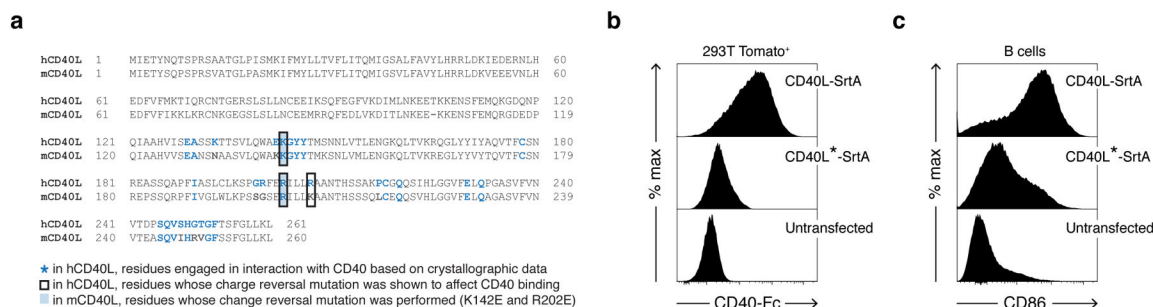 a
hCD40L 1 MIETYNQTSPRSAATGLPISMKIFMYLLTVFLITQMIGSALFAVYLHRRLDKIEDERNLH 60
mCD40L 1 MIETYSQPSPRSVATGLPASMKIFMYLLTVFLITQMIGSVLFAVYLHRRLDKVEEEVNLH 60
hCD40L 61 EDFVFMKTIQRCNTGERSLSLLNCEEIKSQFEGFVKDIMLNKEETKKENSFEMQKGDQNP 120
mCD40L 61 EDFVFIKKLKRCNKGEGSLSLLNCEEMRRQFEDLVKDITLNKEE-KKENSFEMQRGDEDP 119
hCD40L 121 QIAAHVISEASSKTTSVLQWAEKGYYTMSNNLVTLENGKQLTVKRQGLYYIYAQVTFCSN 180
mCD40L 120 QIAAHVVSEANSNAASVLQWAKKGYYTMKSNLVMLENGKQLTVKREGLYYVYTQVTFCSN 179
hCD40L 181 REASSQAPFIASLCLKSPGRFERILLRAANTHSSAKPCGQQSIHLGGVFELQPGASVFVN 240
mCD40L 180 REPSSQRPFIVGLWLKPSSGSERILLKAANTHSSSQLCEQQSVHLGGVFELQAGASVFVN 239
hCD40L 241 VTDPSQVSHGTGFTSFGLLKL 261
mCD40L 240 VTEASQVIHRVGFSSFGLLKL 260
* in hCD40L, residues engaged in interaction with CD40 based on crystallographic data
in hCD40L, residues whose charge reversal mutation was shown to affect CD40 binding
in mCD40L, residues whose change reversal mutation was performed (K142E and R202E)
b
293T Tomato⁺
% max
CD40L-SrtA
CD40L*-SrtA
Untransfected
CD40-Fc
c
B cells
% max
CD40L-SrtA
CD40L*-SrtA
Untransfected
CD86